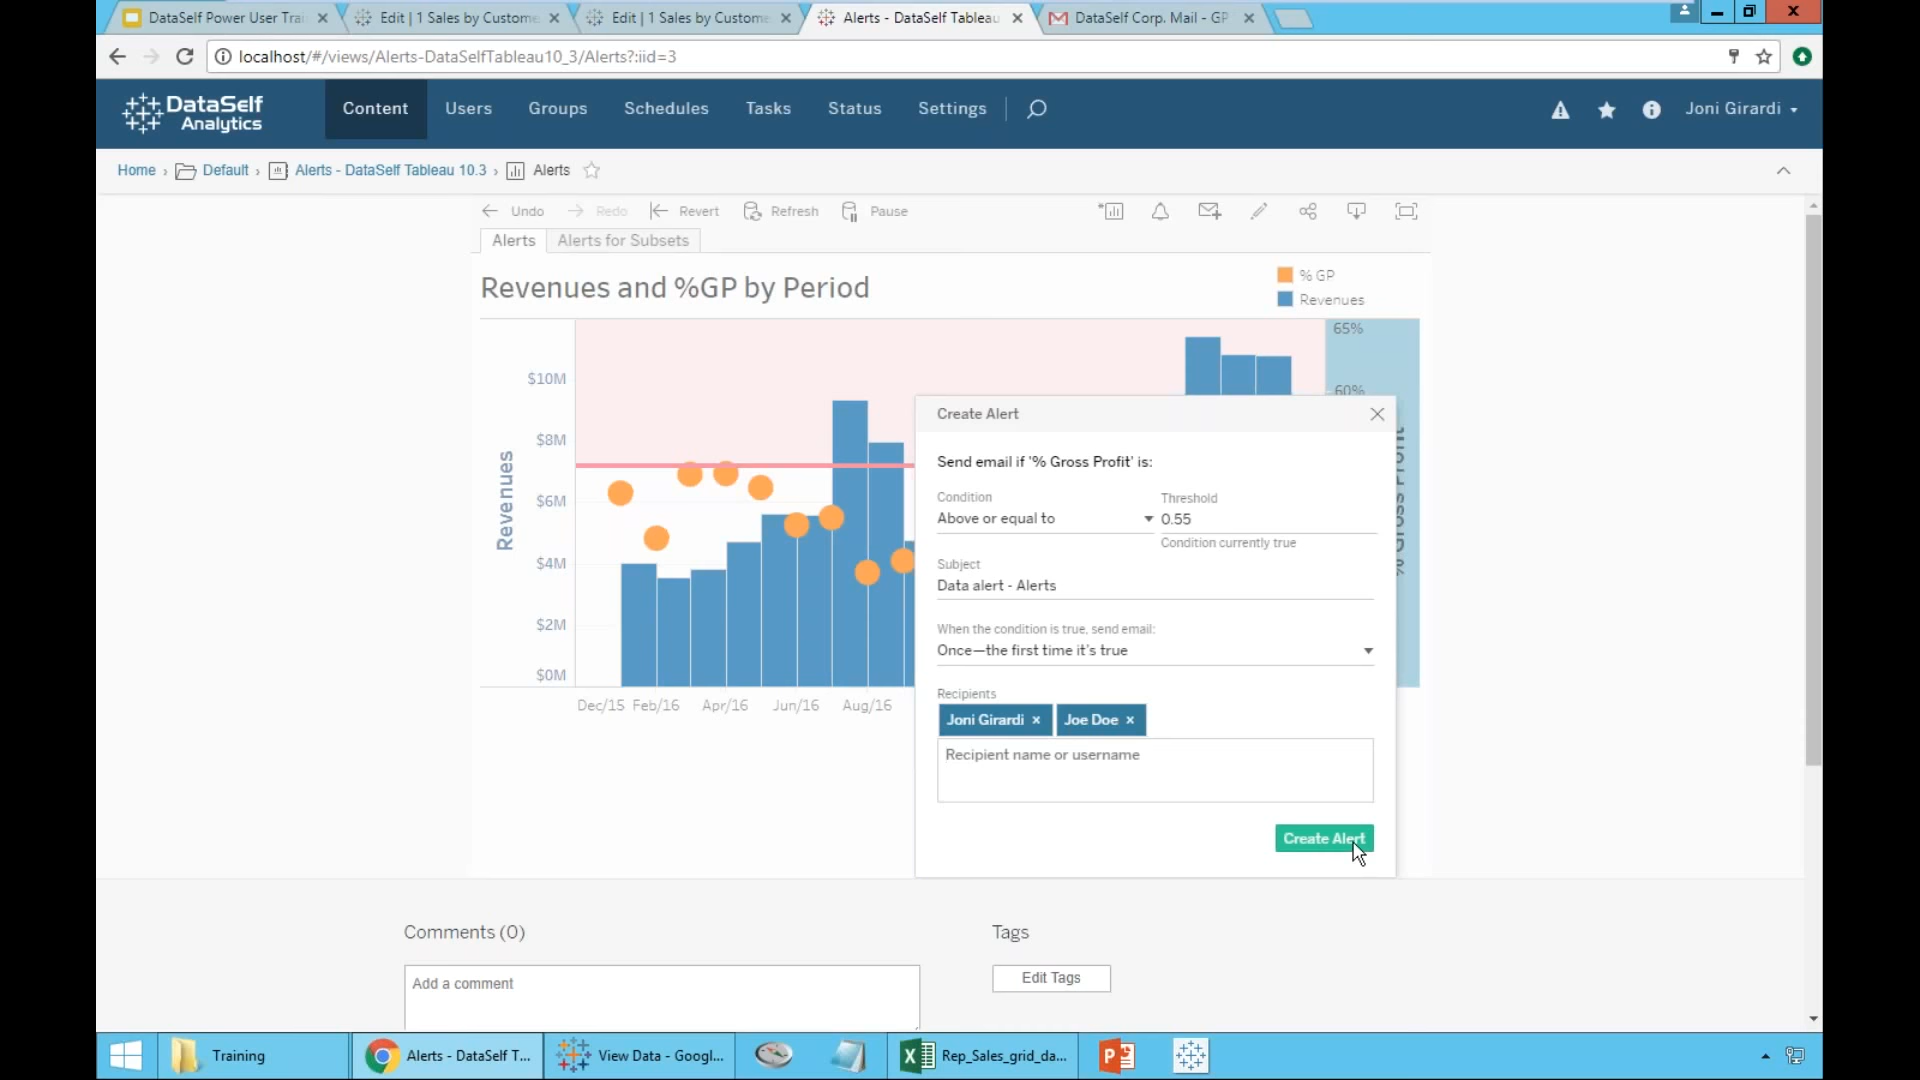 DataSelf Power User Trai
Edit | 1 Sales by Custome
Edit | 1 Sales by Custome
Alerts - DataSelf Tableau
DataSelf Corp. Mail - GP
localhost/#/views/Alerts-DataSelfTableau10_3/Alerts?:iid=3
DataSelf
Analytics
Content
Users
Groups
Schedules
Tasks
Status
Settings
Joni Girardi
Home › Default › Alerts - DataSelf Tableau 10.3 › Alerts
Undo
Redo
Revert
Refresh
Pause
Alerts
Alerts for Subsets
Revenues and %GP by Period
% GP
Revenues
65%
60%
$10M
$8M
$6M
$4M
$2M
$0M
Revenues
% Gross Profit
Dec/15 Feb/16 Apr/16 Jun/16 Aug/16
Create Alert
Send email if '% Gross Profit' is:
Condition
Threshold
Above or equal to
0.55
Condition currently true
Subject
Data alert - Alerts
When the condition is true, send email:
Once—the first time it's true
Recipients
Joni Girardi ×
Joe Doe ×
Recipient name or username
Create Alert
Comments (0)
Tags
Add a comment
Edit Tags
Training
Alerts - DataSelf T...
View Data - Googl...
Rep_Sales_grid_da...